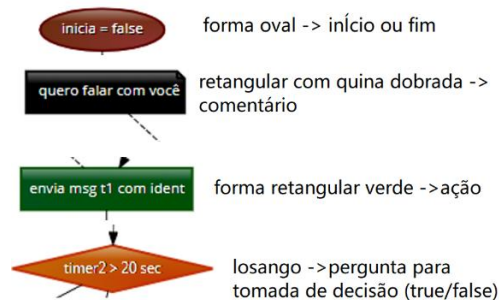 inicia = false
forma oval -> inÍcio ou fim
quero falar com você
retangular com quina dobrada ->
comentário
envia msg t1 com ident
forma retangular verde ->ação
timer2 > 20 sec
losango ->pergunta para
tomada de decisão (true/false)